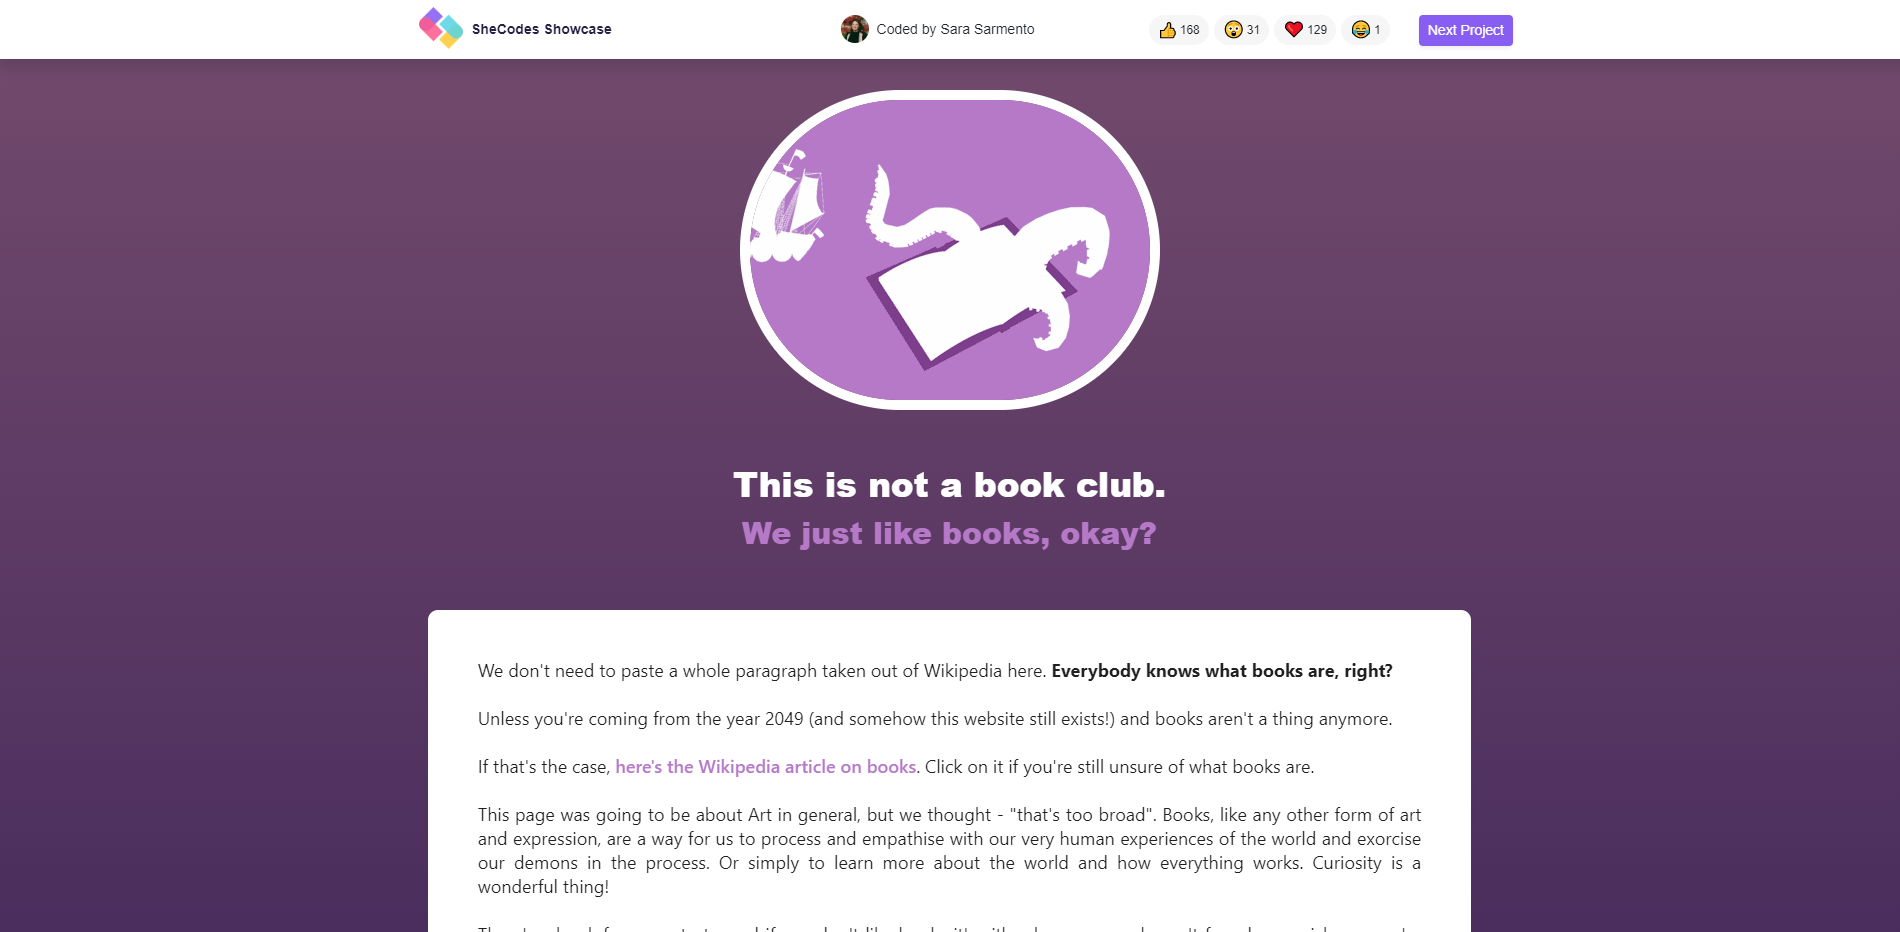 SheCodes Showcase
Coded by Sara Sarmento
168
31
129
1
Next Project
This is not a book club.
We just like books, okay?
We don't need to paste a whole paragraph taken out of Wikipedia here. Everybody knows what books are, right?
Unless you're coming from the year 2049 (and somehow this website still exists!) and books aren't a thing anymore.
If that's the case, here's the Wikipedia article on books. Click on it if you're still unsure of what books are.
This page was going to be about Art in general, but we thought - "that's too broad". Books, like any other form of art
and expression, are a way for us to process and empathise with our very human experiences of the world and exorcise
our demons in the process. Or simply to learn more about the world and how everything works. Curiosity is a
wonderful thing!